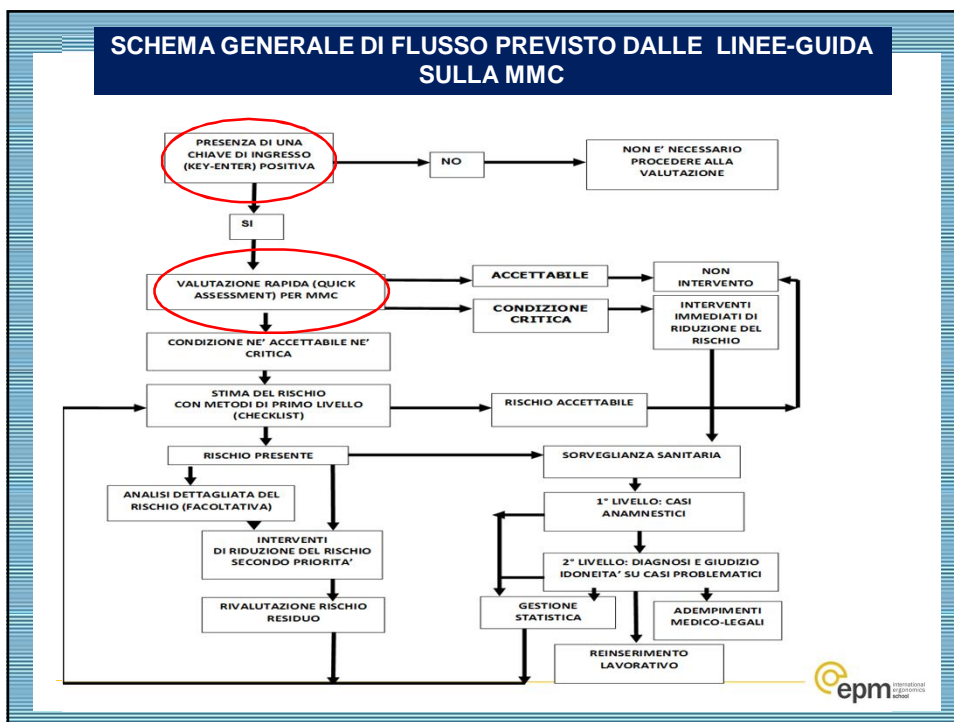 SCHEMA GENERALE DI FLUSSO PREVISTO DALLE LINEE-GUIDA
SULLA MMC
PRESENZA DI UNA
CHIAVE DI INGRESSO
(KEY-ENTER) POSITIVA
NO
NON E' NECESSARIO
PROCEDERE ALLA
VALUTAZIONE
SI
VALUTAZIONE RAPIDA (QUICK
ASSESSMENT) PER MMC
ACCETTABILE
NON
INTERVENTO
CONDIZIONE
CRITICA
INTERVENTI
IMMEDIATI DI
RIDUZIONE DEL
RISCHIO
CONDIZIONE NE' ACCETTABILE NE'
CRITICA
STIMA DEL RISCHIO
CON METODI DI PRIMO LIVELLO
(CHECKLIST)
RISCHIO ACCETTABILE
RISCHIO PRESENTE
SORVEGLIANZA SANITARIA
ANALISI DETTAGLIATA DEL
RISCHIO (FACOLTATIVA)
1° LIVELLO: CASI
ANAMNESTICI
INTERVENTI
DI RIDUZIONE DEL RISCHIO
SECONDO PRIORITA'
2° LIVELLO: DIAGNOSI E GIUDIZIO
IDONEITA' SU CASI PROBLEMATICI
RIVALUTAZIONE RISCHIO
RESIDUO
GESTIONE
STATISTICA
ADEMPIMENTI
MEDICO-LEGALI
REINSERIMENTO
LAVORATIVO
epm international
ergonomics
school